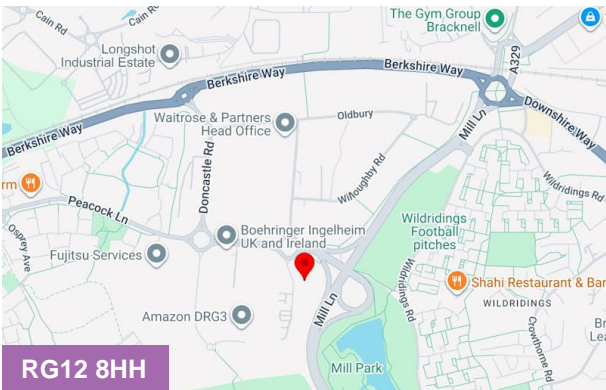 Cain Rd
Cain R
The Gym Group
Bracknell
Longshot
Industrial Estate
A329
Berkshire Way
Berkshire Way
Downshire Way
Waitrose & Partners
Head Office
Oldbury
Mill Ln
Berkshire Way
Doncastle Rd
Willoughby Rd
rm
Wildridings Rd
Peacock Ln
Wildridings
Football
pitches
Osprey Ave
Boehringer Ingelheim
UK and Ireland
Fujitsu Services
Wildridings Rd
Shahi Restaurant & Bar
WILDRIDINGS
Amazon DRG3
Mill Ln
Crowthorne Rd
Br
Lea
Mill Park
RG12 8HH